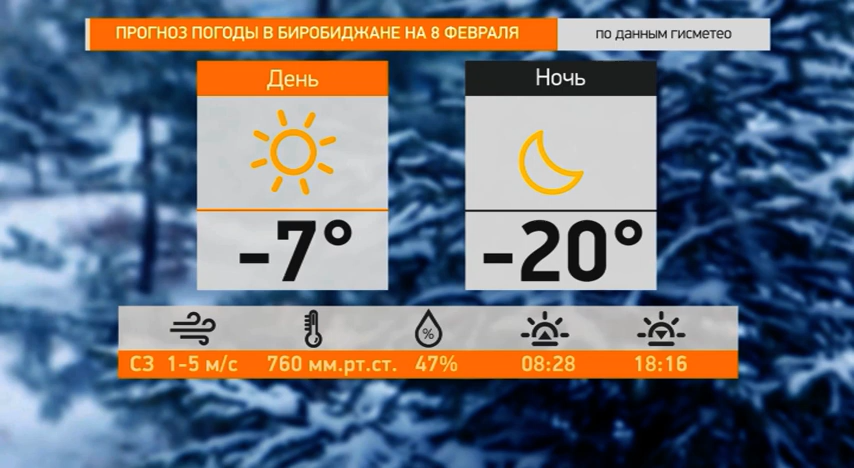 ПРОГНОЗ ПОГОДЫ В БИРОБИДЖАНЕ НА 8 ФЕВРАЛЯ
по данным гисметео
День
Ночь
-7°
-20°
%
СЗ 1-5 м/с 760 мм.рт.ст. 47% 08:28 18:16